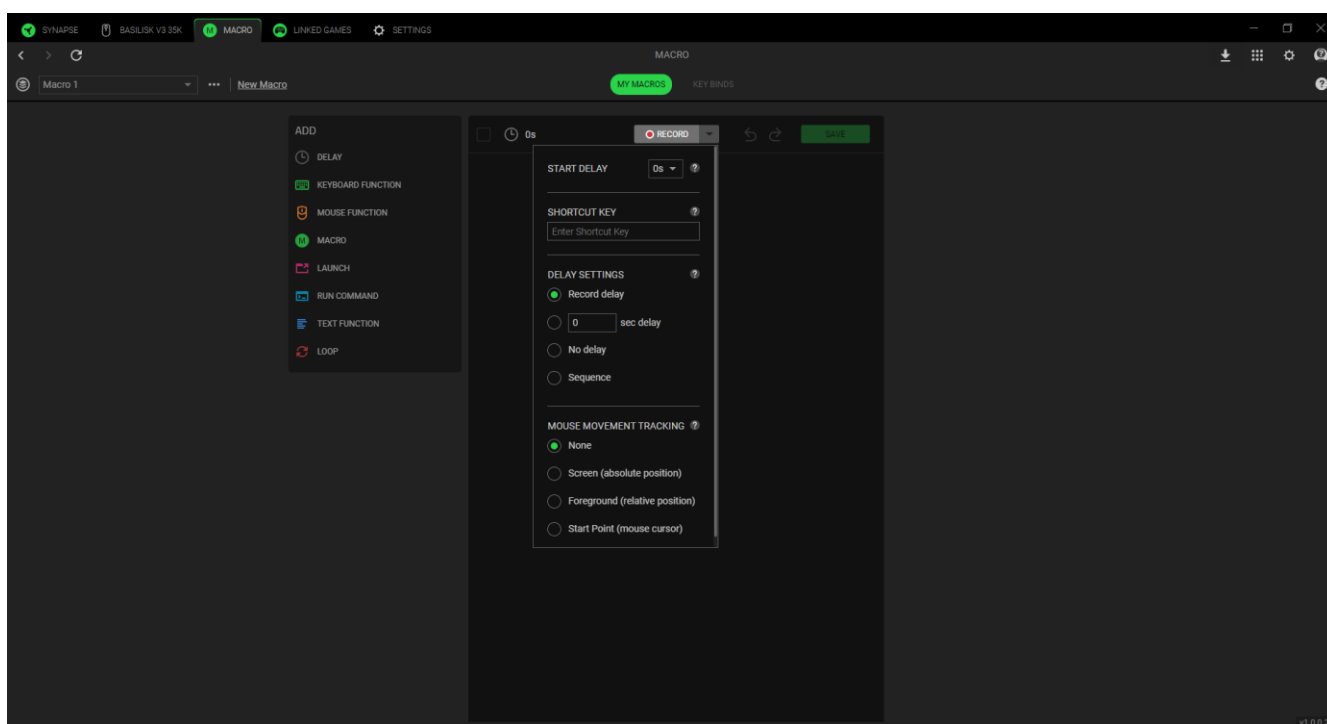 SYNAPSE BASILISK V3 35K M MACRO LINKED GAMES SETTINGS
MACRO
Macro 1 New Macro MY MACROS KEY BINDS
ADD
DELAY
KEYBOARD FUNCTION
MOUSE FUNCTION
M MACRO
LAUNCH
RUN COMMAND
TEXT FUNCTION
LOOP
0s RECORD SAVE
START DELAY 0s ?
SHORTCUT KEY ?
Enter Shortcut Key
DELAY SETTINGS ?
Record delay
0 sec delay
No delay
Sequence
MOUSE MOVEMENT TRACKING ?
None
Screen (absolute position)
Foreground (relative position)
Start Point (mouse cursor)